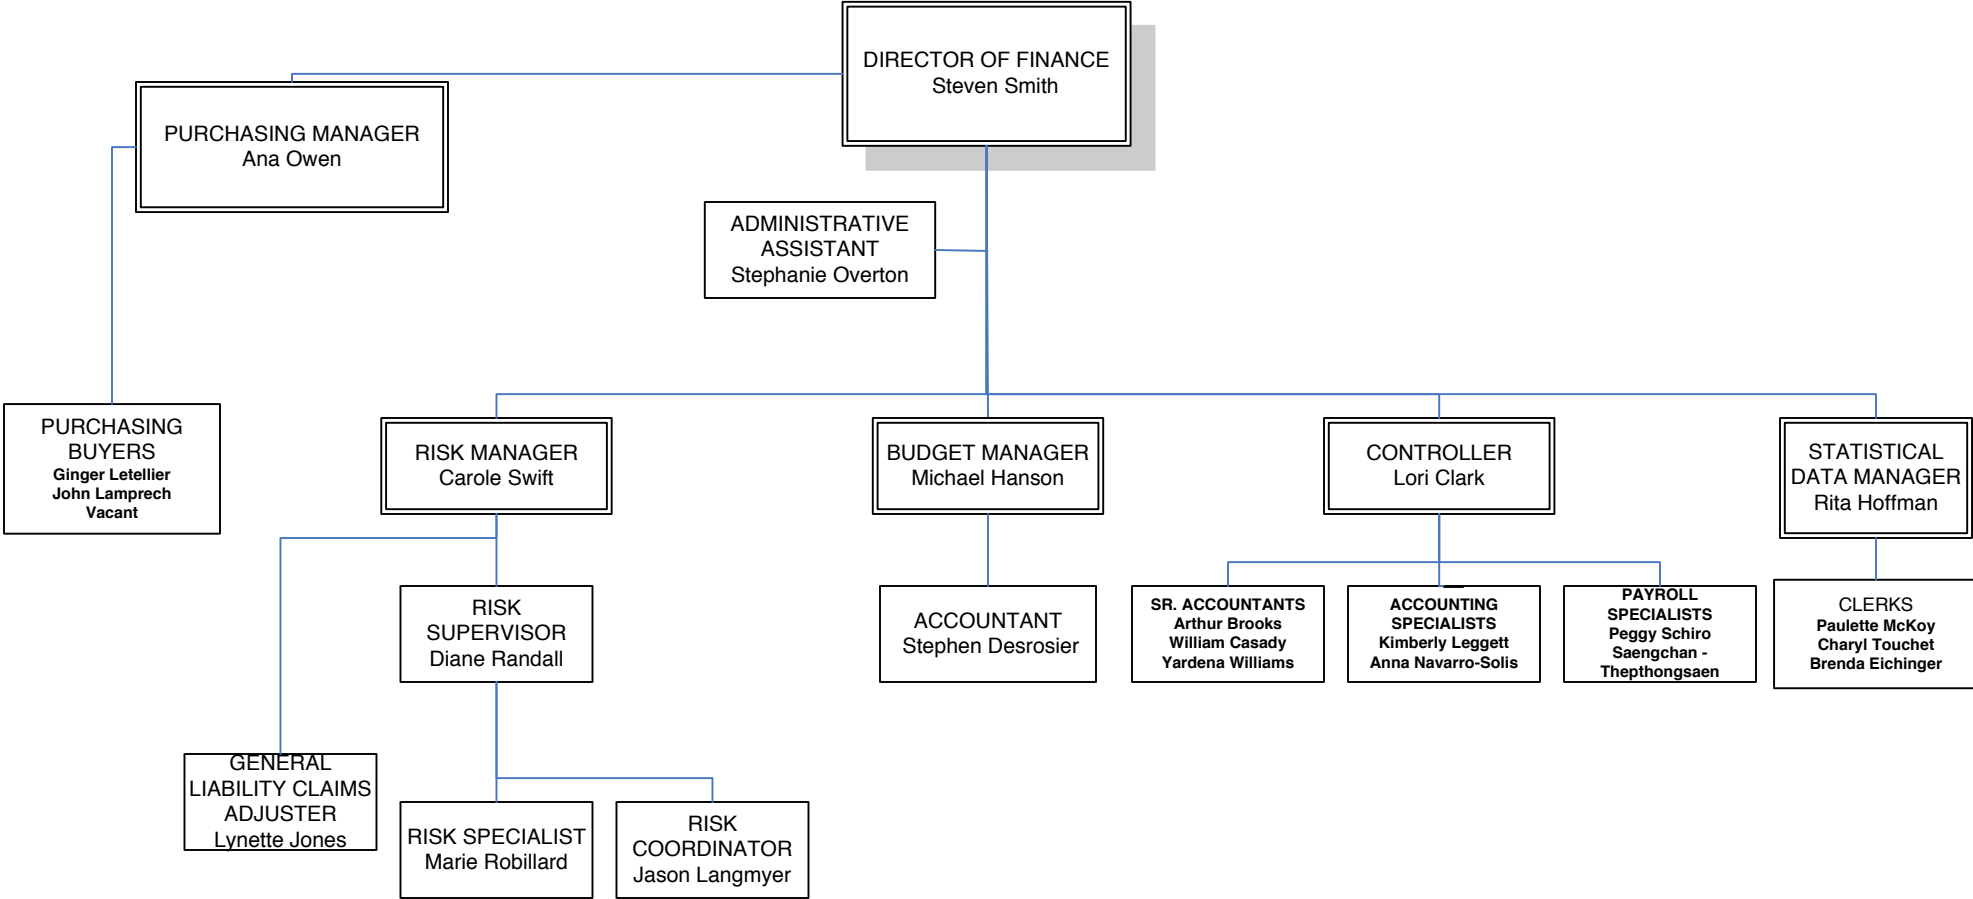 DIRECTOR OF FINANCE
Steven Smith
PURCHASING MANAGER
Ana Owen
ADMINISTRATIVE
ASSISTANT
Stephanie Overton
PURCHASING
BUYERS
Ginger Letellier
John Lamprech
Vacant
RISK MANAGER
Carole Swift
BUDGET MANAGER
Michael Hanson
CONTROLLER
Lori Clark
STATISTICAL
DATA MANAGER
Rita Hoffman
RISK
SUPERVISOR
Diane Randall
ACCOUNTANT
Stephen Desrosier
SR. ACCOUNTANTS
Arthur Brooks
William Casady
Yardena Williams
ACCOUNTING
SPECIALISTS
Kimberly Leggett
Anna Navarro-Solis
PAYROLL
SPECIALISTS
Peggy Schiro
Saengchan -
Thepthongsaen
CLERKS
Paulette McKoy
Charyl Touchet
Brenda Eichinger
GENERAL
LIABILITY CLAIMS
ADJUSTER
Lynette Jones
RISK SPECIALIST
Marie Robillard
RISK
COORDINATOR
Jason Langmyer